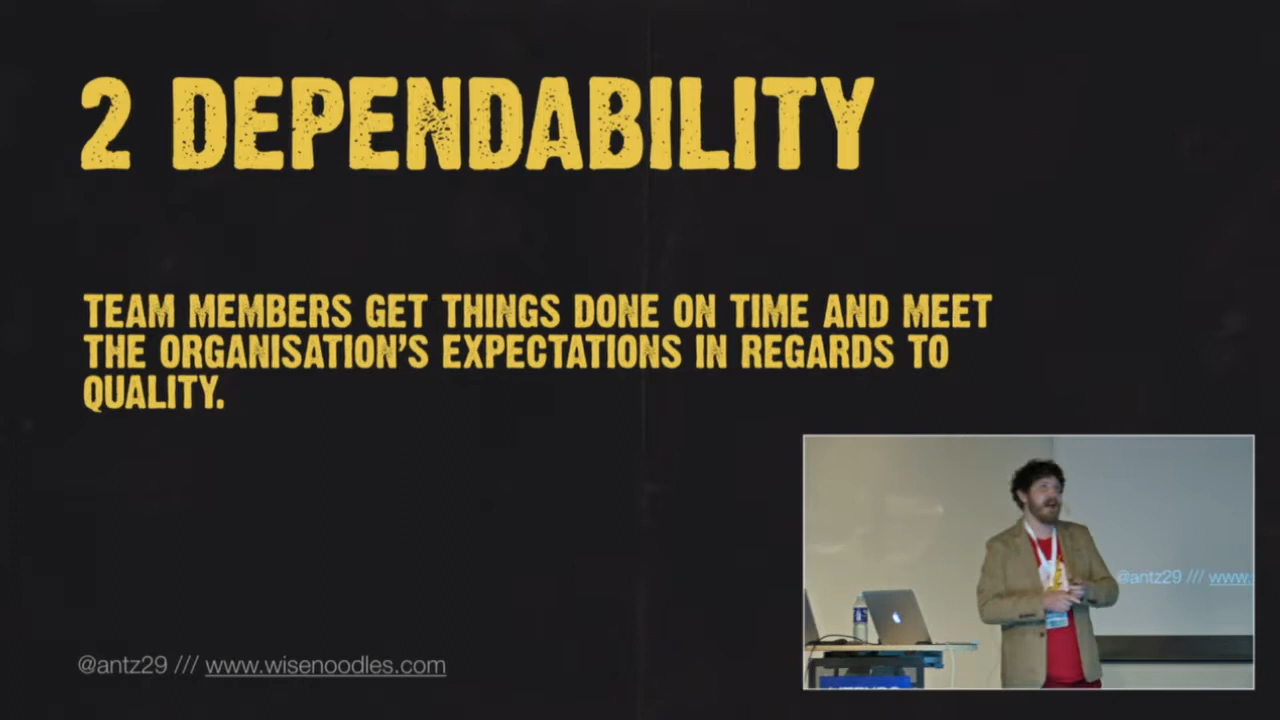 2 DEPENDABILITY
TEAM MEMBERS GET THINGS DONE ON TIME AND MEET
THE ORGANISATION’S EXPECTATIONS IN REGARDS TO
QUALITY.
@antz29 /// www.wisenoodles.com
@antz29 /// www.